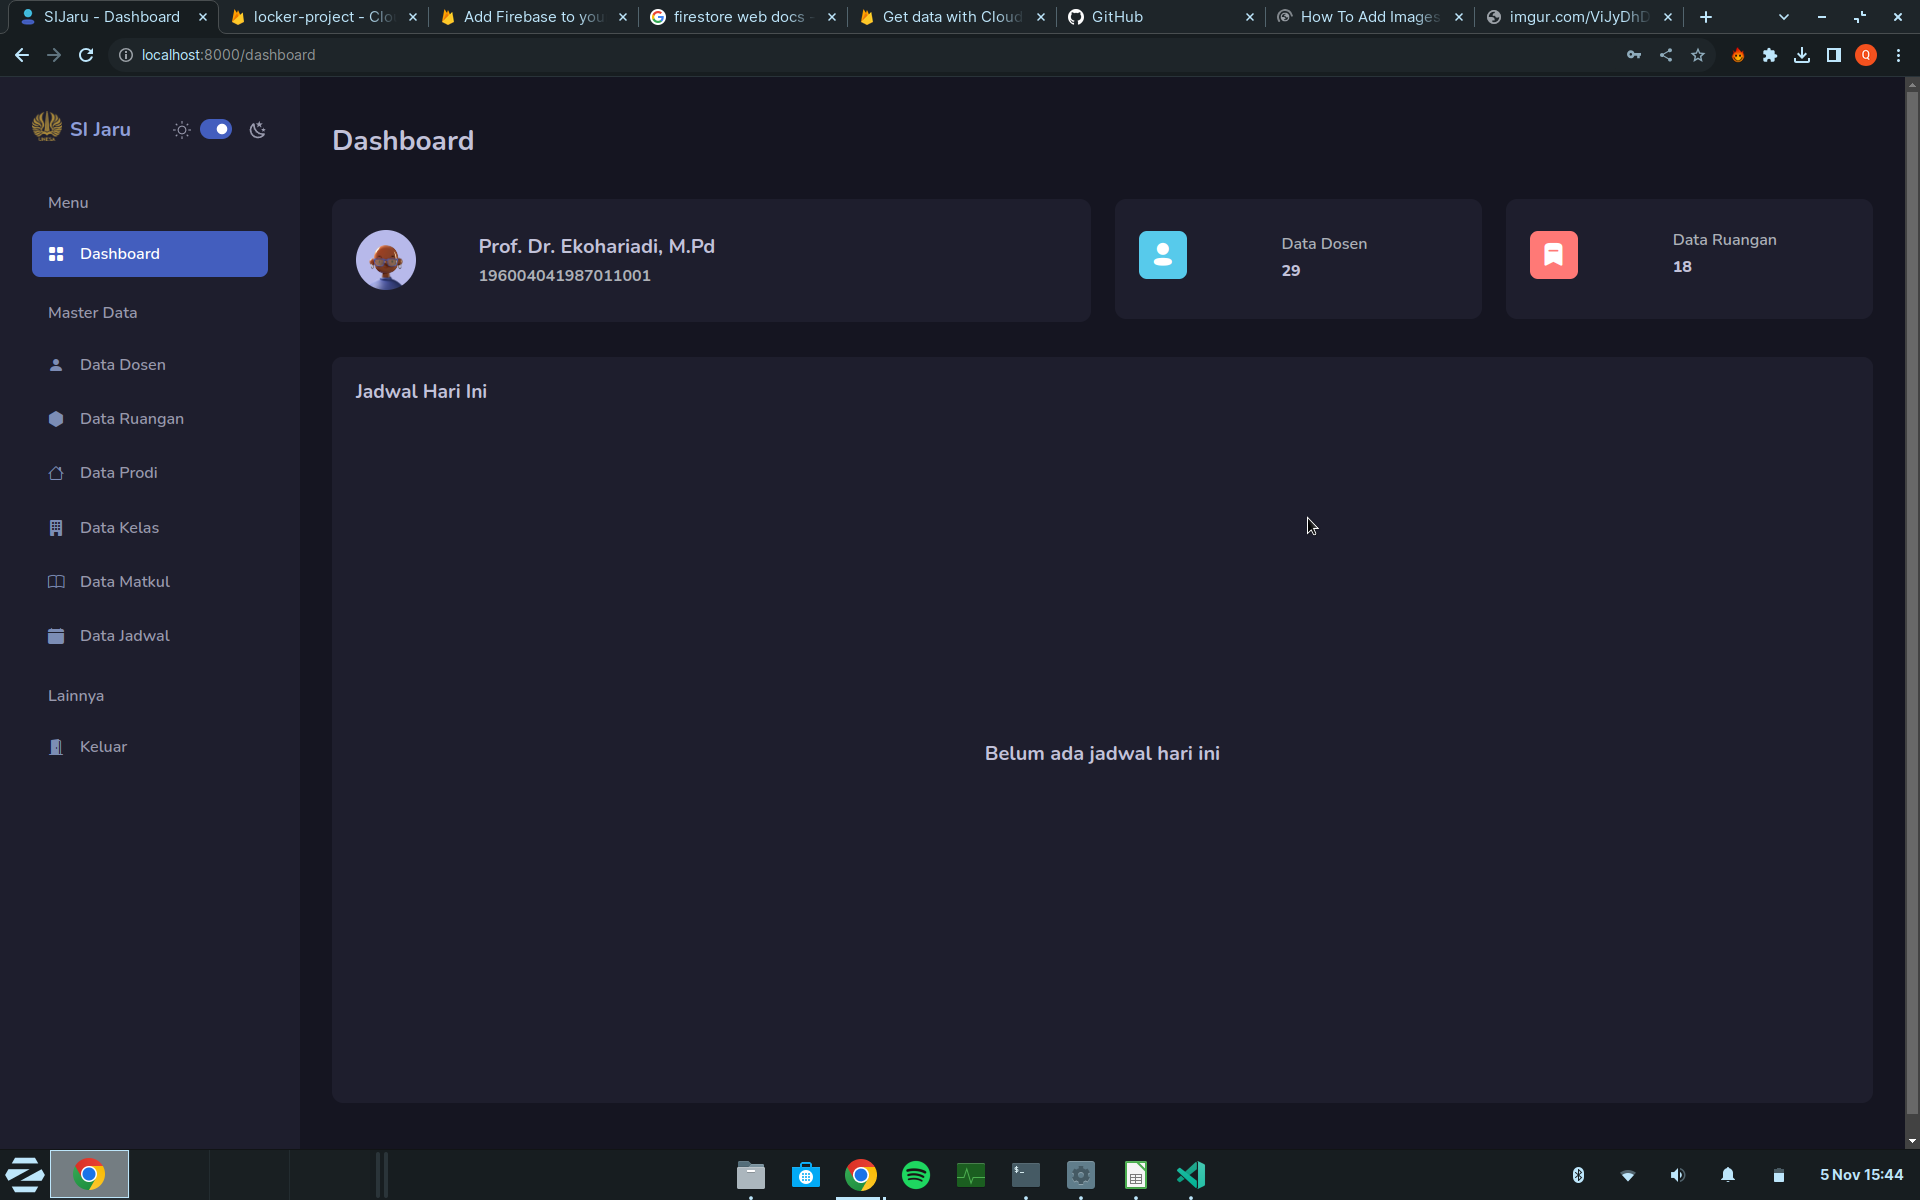 SIJaru - Dashboard
locker-project - Clo
Add Firebase to you
firestore web docs -
Get data with Cloud
GitHub
How To Add Images
imgur.com/ViJyDhD
localhost:8000/dashboard
Q
SI Jaru
Menu
Dashboard
Master Data
Data Dosen
Data Ruangan
Data Prodi
Data Kelas
Data Matkul
Data Jadwal
Lainnya
Keluar
Dashboard
Prof. Dr. Ekohariadi, M.Pd
196004041987011001
Data Dosen
29
Data Ruangan
18
Jadwal Hari Ini
Belum ada jadwal hari ini
5 Nov 15:44